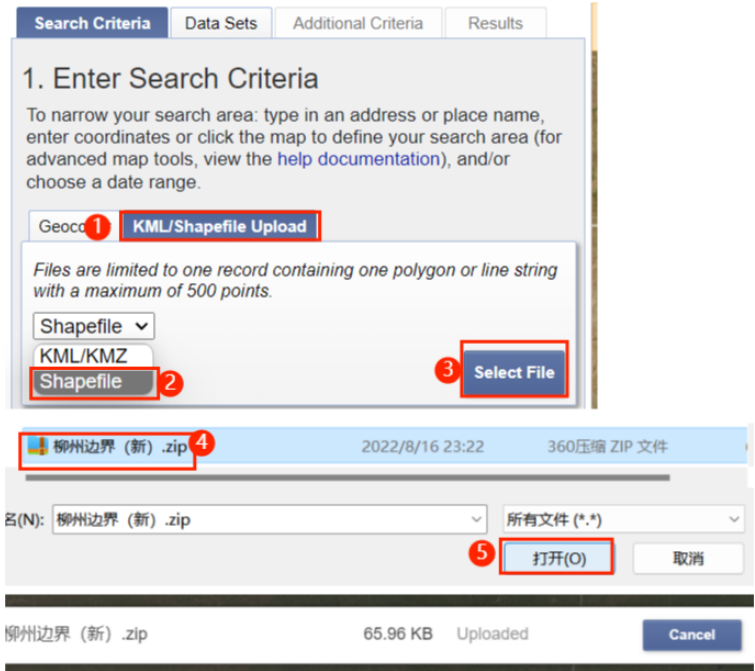 Search Criteria Data Sets Additional Criteria Results
1. Enter Search Criteria
To narrow your search area: type in an address or place name,
enter coordinates or click the map to define your search area (for
advanced map tools, view the help documentation), and/or
choose a date range.
Geoco 1 KML/Shapefile Upload
Files are limited to one record containing one polygon or line string
with a maximum of 500 points.
Shapefile
KML/KMZ
Shapefile 2
3 Select File
柳州边界（新）.zip 4 2022/8/16 23:22 360压缩 ZIP 文件
名(N): 柳州边界（新）.zip 所有文件 (*.*)
5 打开(O) 取消
柳州边界（新）.zip 65.96 KB Uploaded Cancel